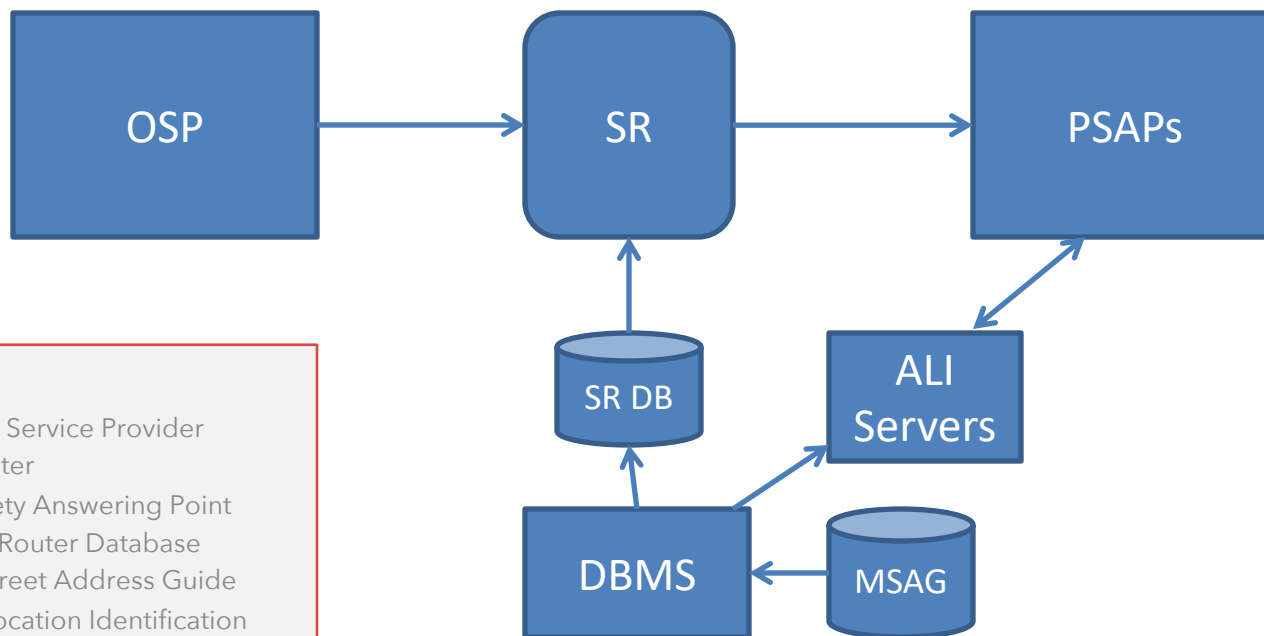 OSP
SR
PSAPs
SR DB
ALI
Servers
DBMS
MSAG
Service Provider
ter
ety Answering Point
Router Database
reet Address Guide
ocation Identification